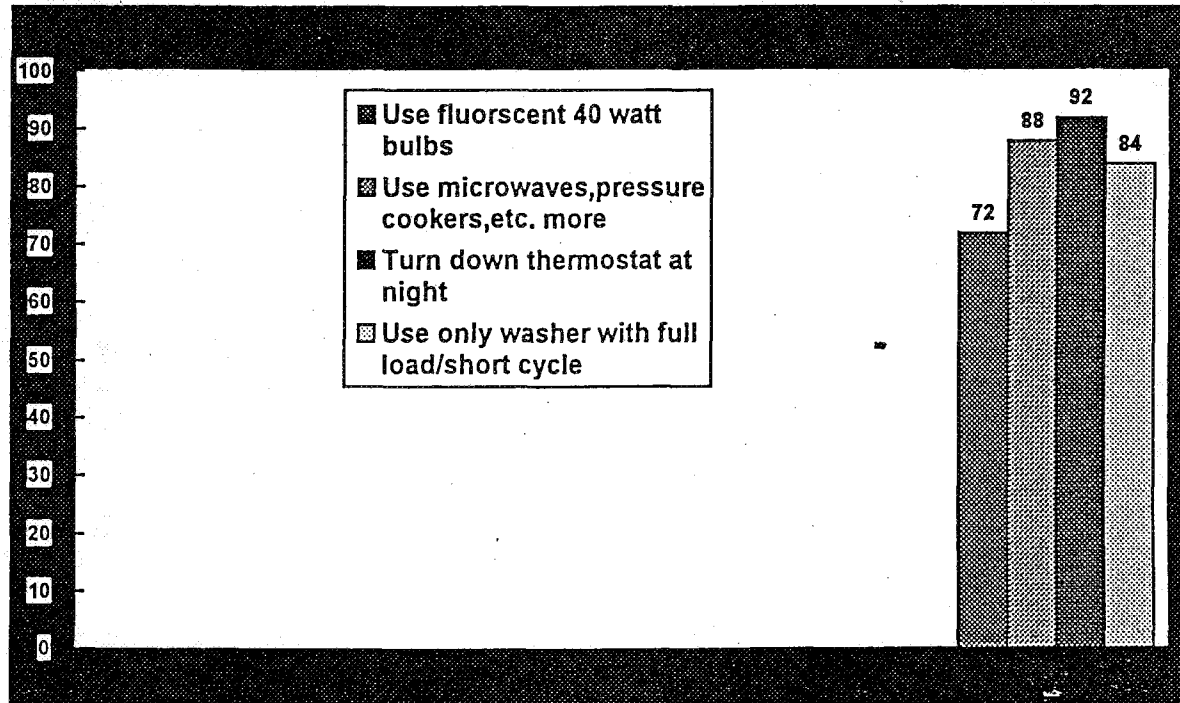 100
90
80
70
60
50
40
30
20
10
0
Use fluorscent 40 watt
bulbs
Use microwaves,pressure
cookers,etc. more
Turn down thermostat at
night
Use only washer with full
load/short cycle
72
88
92
84